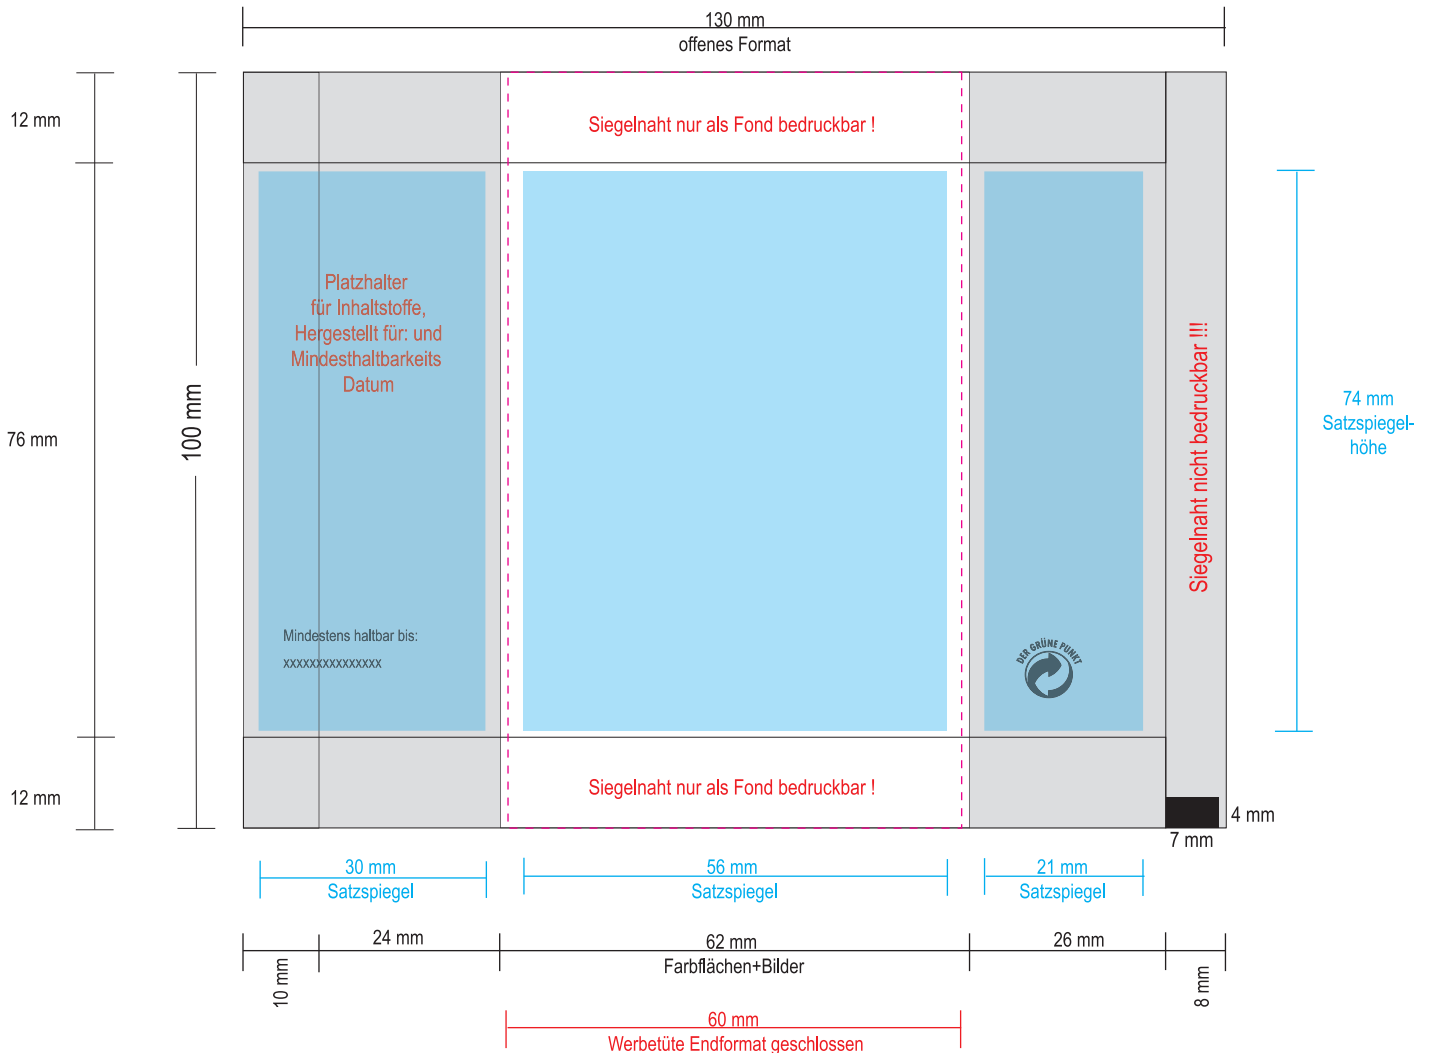 130 mm
offenes Format
12 mm
Siegelnaht nur als Fond bedruckbar !
Platzhalter
für Inhaltstoffe,
Hergestellt für: und
Mindesthaltbarkeits
Datum
Siegelnaht nicht bedruckbar !!!
74 mm
Satzspiegel-
höhe
100 mm
76 mm
Mindestens haltbar bis:
xxxxxxxxxxxxxxx
DER GRÜNE PUNKT
12 mm
Siegelnaht nur als Fond bedruckbar !
4 mm
7 mm
30 mm
Satzspiegel
56 mm
Satzspiegel
21 mm
Satzspiegel
24 mm
62 mm
Farbflächen+Bilder
26 mm
10 mm
8 mm
60 mm
Werbetüte Endformat geschlossen